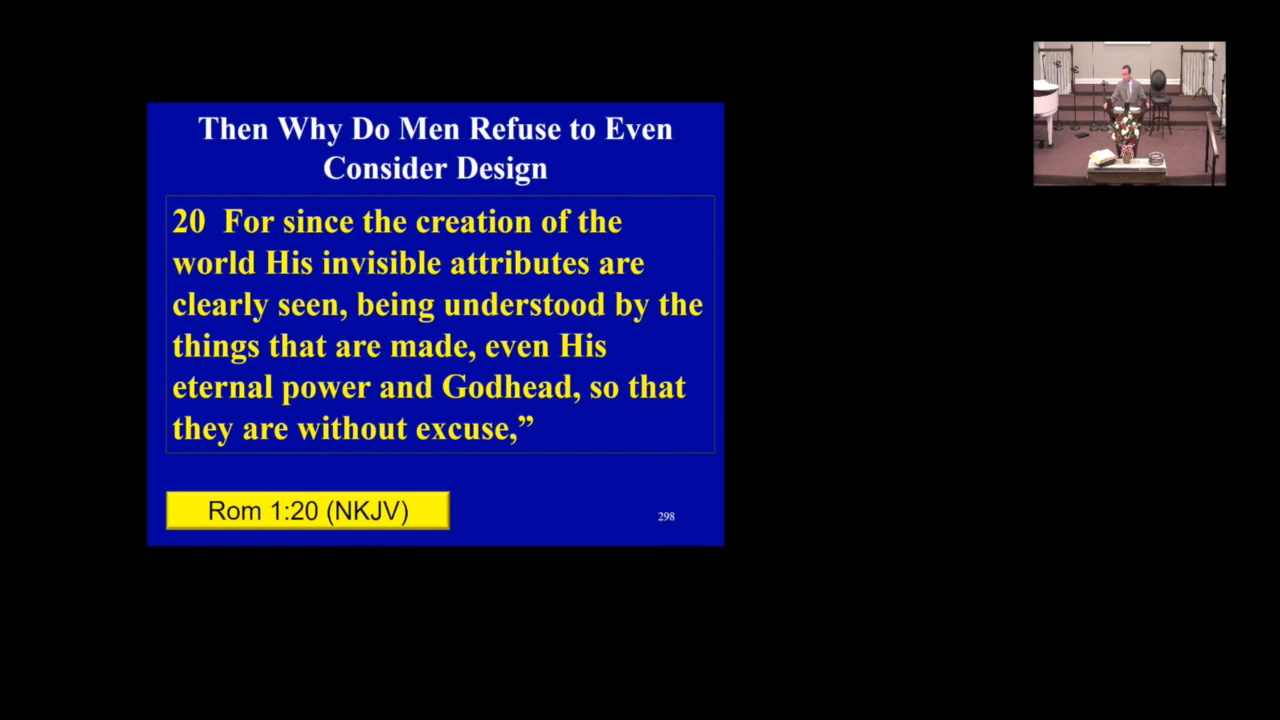 Then Why Do Men Refuse to Even
Consider Design
20 For since the creation of the
world His invisible attributes are
clearly seen, being understood by the
things that are made, even His
eternal power and Godhead, so that
they are without excuse,”
Rom 1:20 (NKJV)
298